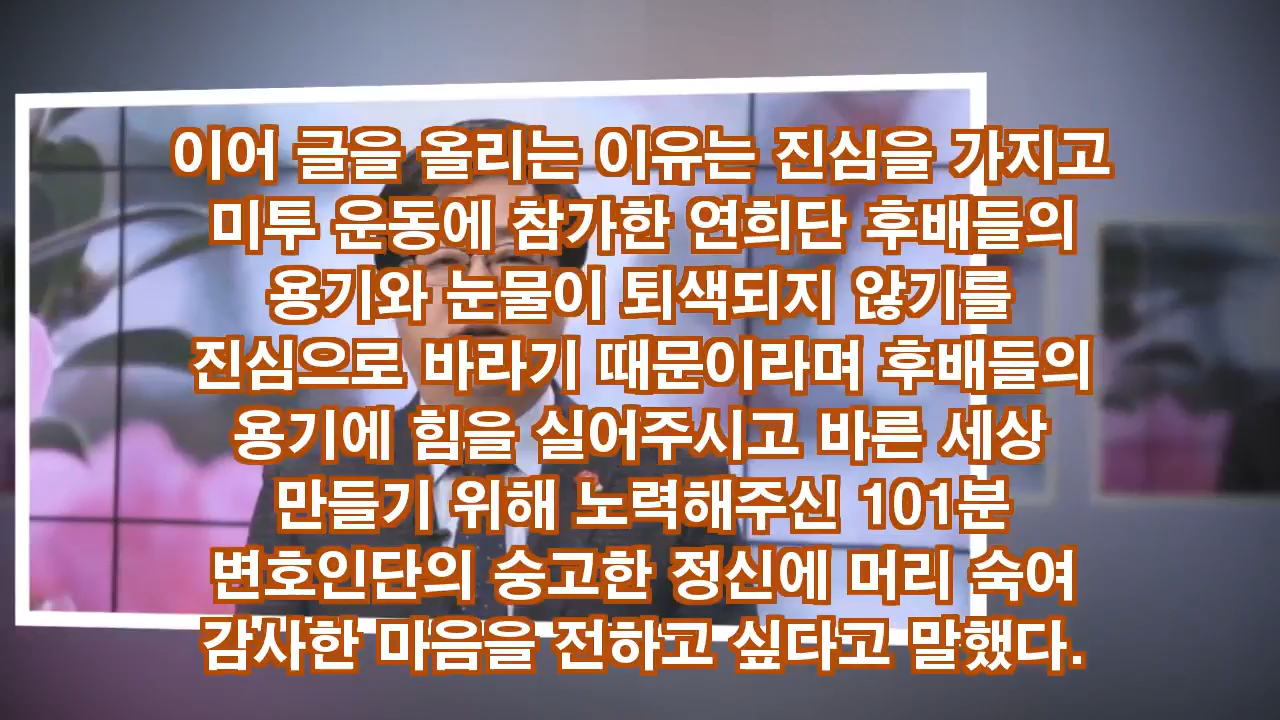 이어 글을 올리는 이유는 진심을 가지고
미투 운동에 참가한 연희단 후배들의
용기와 눈물이 퇴색되지 않기를
진심으로 바라기 때문이라며 후배들의
용기에 힘을 실어주시고 바른 세상
만들기 위해 노력해주신 101분
변호인단의 숭고한 정신에 머리 숙여
감사한 마음을 전하고 싶다고 말했다.